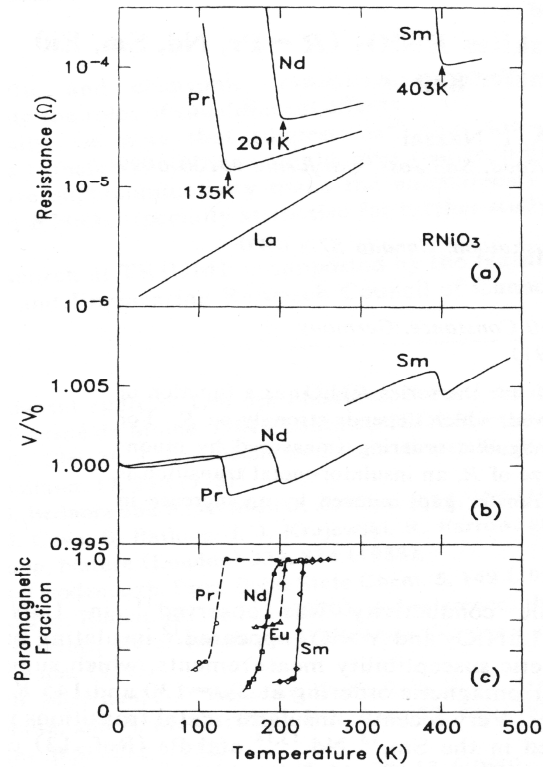 (a)
Sm
Nd
10⁻⁴
Pr
403K
201K
Resistance (Ω)
10⁻⁵
135K
La
RNiO₃
10⁻⁶
Sm
1.005
V/V₀
Nd
1.000
Pr
(b)
0.995
1.0
Pr
Nd
Paramagnetic
Fraction
Eu
Sm
(c)
0
0 100 200 300 400 500
Temperature (K)